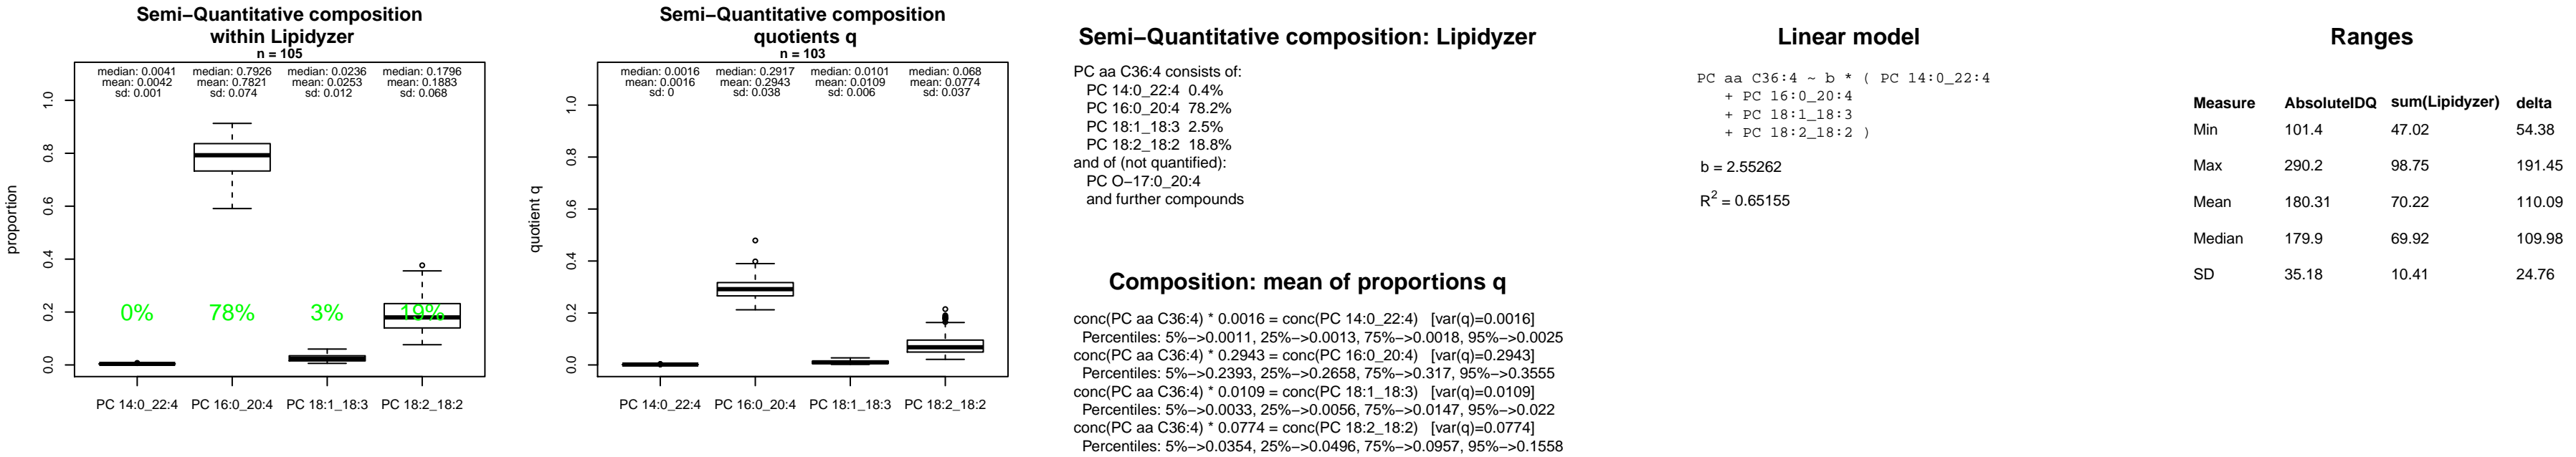 Semi−Quantitative composition
within Lipidyzer
n = 105
median: 0.0041
mean: 0.0042
sd: 0.001
median: 0.7926
mean: 0.7821
sd: 0.074
median: 0.0236
mean: 0.0253
sd: 0.012
median: 0.1796
mean: 0.1883
sd: 0.068
proportion
0.0
0.2
0.4
0.6
0.8
1.0
0%
78%
3%
19%
PC 14:0_22:4
PC 16:0_20:4
PC 18:1_18:3
PC 18:2_18:2
Semi−Quantitative composition
quotients q
n = 103
median: 0.0016
mean: 0.0016
sd: 0
median: 0.2917
mean: 0.2943
sd: 0.038
median: 0.0101
mean: 0.0109
sd: 0.006
median: 0.068
mean: 0.0774
sd: 0.037
quotient q
0.0
0.2
0.4
0.6
0.8
1.0
PC 14:0_22:4
PC 16:0_20:4
PC 18:1_18:3
PC 18:2_18:2
Semi−Quantitative composition: Lipidyzer
PC aa C36:4 consists of:
PC 14:0_22:4 0.4%
PC 16:0_20:4 78.2%
PC 18:1_18:3 2.5%
PC 18:2_18:2 18.8%
and of (not quantified):
PC O−17:0_20:4
and further compounds
Composition: mean of proportions q
conc(PC aa C36:4) * 0.0016 = conc(PC 14:0_22:4) [var(q)=0.0016]
Percentiles: 5%−>0.0011, 25%−>0.0013, 75%−>0.0018, 95%−>0.0025
conc(PC aa C36:4) * 0.2943 = conc(PC 16:0_20:4) [var(q)=0.2943]
Percentiles: 5%−>0.2393, 25%−>0.2658, 75%−>0.317, 95%−>0.3555
conc(PC aa C36:4) * 0.0109 = conc(PC 18:1_18:3) [var(q)=0.0109]
Percentiles: 5%−>0.0033, 25%−>0.0056, 75%−>0.0147, 95%−>0.022
conc(PC aa C36:4) * 0.0774 = conc(PC 18:2_18:2) [var(q)=0.0774]
Percentiles: 5%−>0.0354, 25%−>0.0496, 75%−>0.0957, 95%−>0.1558
Linear model
PC aa C36:4 ~ b * ( PC 14:0_22:4
+ PC 16:0_20:4
+ PC 18:1_18:3
+ PC 18:2_18:2 )
b = 2.55262
R² = 0.65155
Ranges
Measure AbsoluteIDQ sum(Lipidyzer) delta
Min 101.4 47.02 54.38
Max 290.2 98.75 191.45
Mean 180.31 70.22 110.09
Median 179.9 69.92 109.98
SD 35.18 10.41 24.76